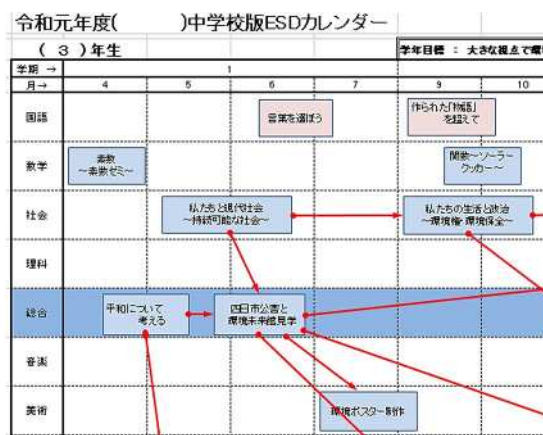 令和元年度(　　　)中学校版ESDカレンダー
( 3 )年生
学年目標 : 大きな視点で環
学期 →
1
月→
4
5
6
7
9
10
国語
言葉を選ぼう
作られた「物語」
を超えて
数学
素数
～素数ゼミ～
関数～ソーラー
クッカー～
社会
私たちと現代社会
～持続可能な社会～
私たちの生活と政治
～環境権・環境保全～
理科
総合
平和について
考える
四日市公害と
環境未来館見学
音楽
美術
環境ポスター制作